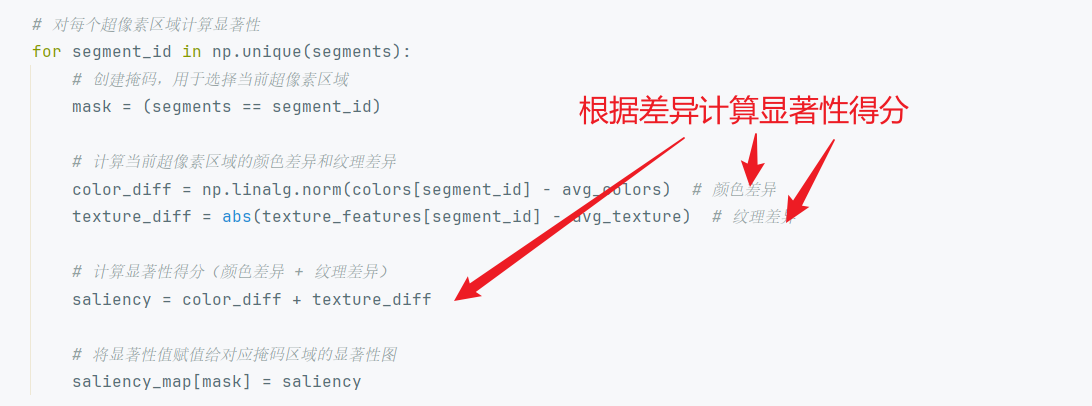 # 对每个超像素区域计算显著性
for segment_id in np.unique(segments):
# 创建掩码，用于选择当前超像素区域
mask = (segments == segment_id)
根据差异计算显著性得分
# 计算当前超像素区域的颜色差异和纹理差异
color_diff = np.linalg.norm(colors[segment_id] - avg_colors)  # 颜色差异
texture_diff = abs(texture_features[segment_id] - avg_texture)  # 纹理差异
# 计算显著性得分（颜色差异 + 纹理差异）
saliency = color_diff + texture_diff
# 将显著性值赋值给对应掩码区域的显著性图
saliency_map[mask] = saliency